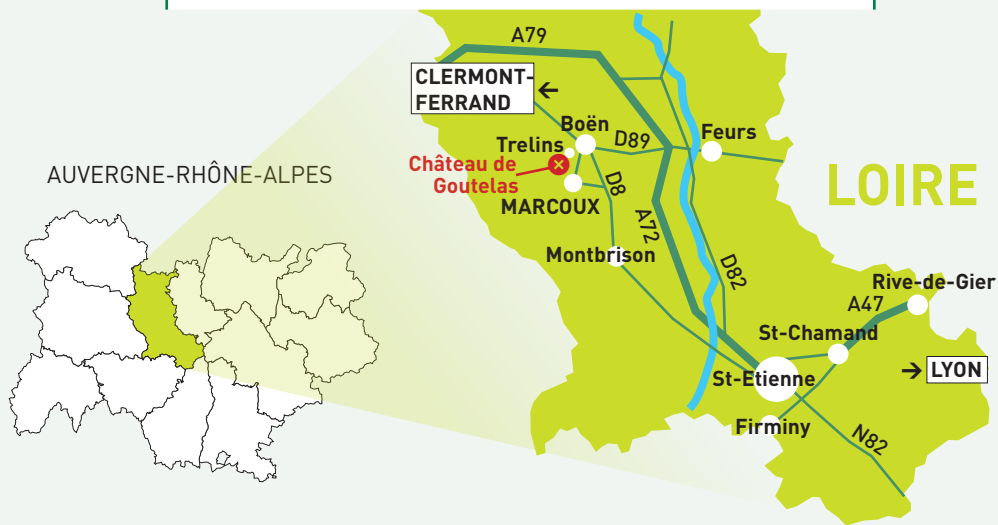 A79
CLERMONT-
FERRAND
←
Boën
D89
Feurs
Trelins
Château de
Goutelas
MARCOUX
D8
A72
AUVERGNE-RHÔNE-ALPES
LOIRE
Montbrison
D82
Rive-de-Gier
A47
St-Chamand
→ LYON
St-Etienne
Firminy
N82